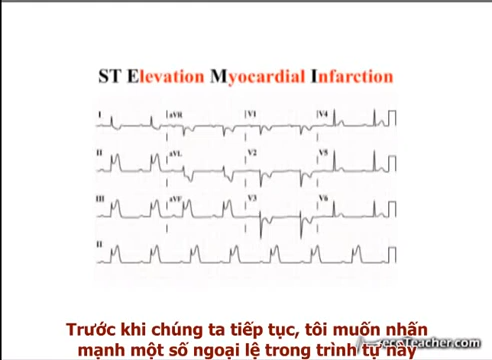 ST Elevation Myocardial Infarction
I aVR V1 V4
II aVL V2 V5
III aVF V3 V6
II
Trước khi chúng ta tiếp tục, tôi muốn nhấn
mạnh một số ngoại lệ trong trình tự này